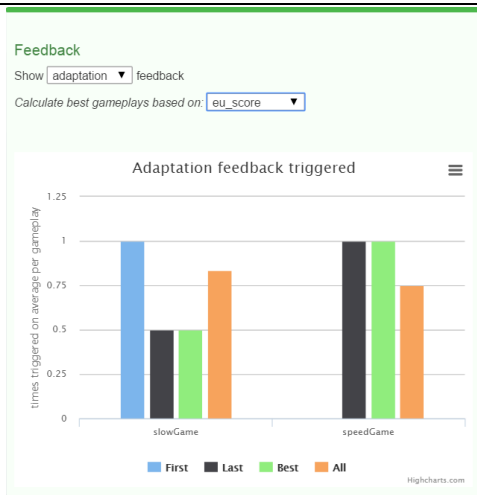 Feedback
Show adaptation ▼ feedback
Calculate best gameplays based on: eu_score ▼
Adaptation feedback triggered
times triggered on average per gameplay
1.25
1
0.75
0.5
0.25
0
slowGame speedGame
First Last Best All
Highcharts.com